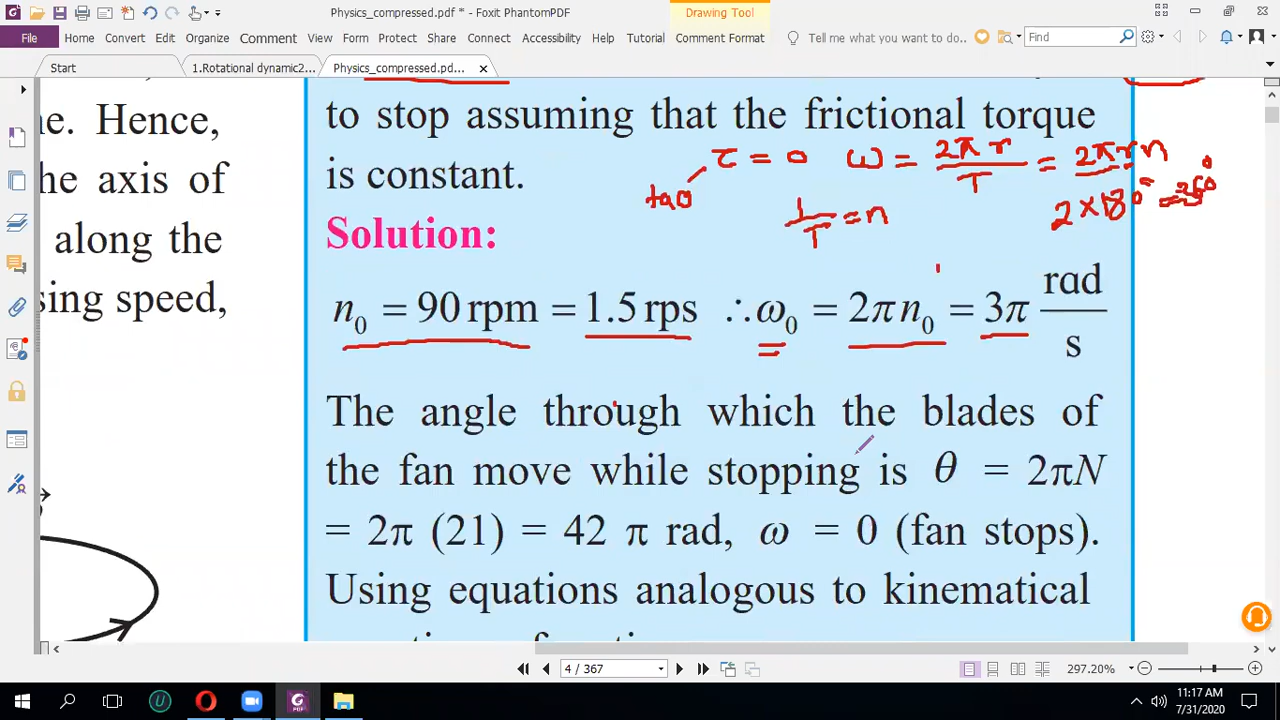 Physics_compressed.pdf * - Foxit PhantomPDF
Drawing Tool
File Home Convert Edit Organize Comment View Form Protect Share Connect Accessibility Help Tutorial Comment Format Tell me what you want to do.. Find
Start 1.Rotational dynamic2... Physics_compressed.pd...
ie. Hence,
he axis of
along the
sing speed,
to stop assuming that the frictional torque
is constant.
τ = 0 ω = 2πr/T = 2πrn
tao 1/T = n 2×180° = 360°
Solution:
n₀ = 90 rpm = 1.5 rps ∴ω₀ = 2πn₀ = 3π rad/s
The angle through which the blades of
the fan move while stopping is θ = 2πN
= 2π (21) = 42 π rad, ω = 0 (fan stops).
Using equations analogous to kinematical
4 / 367 297.20%
11:17 AM
7/31/2020